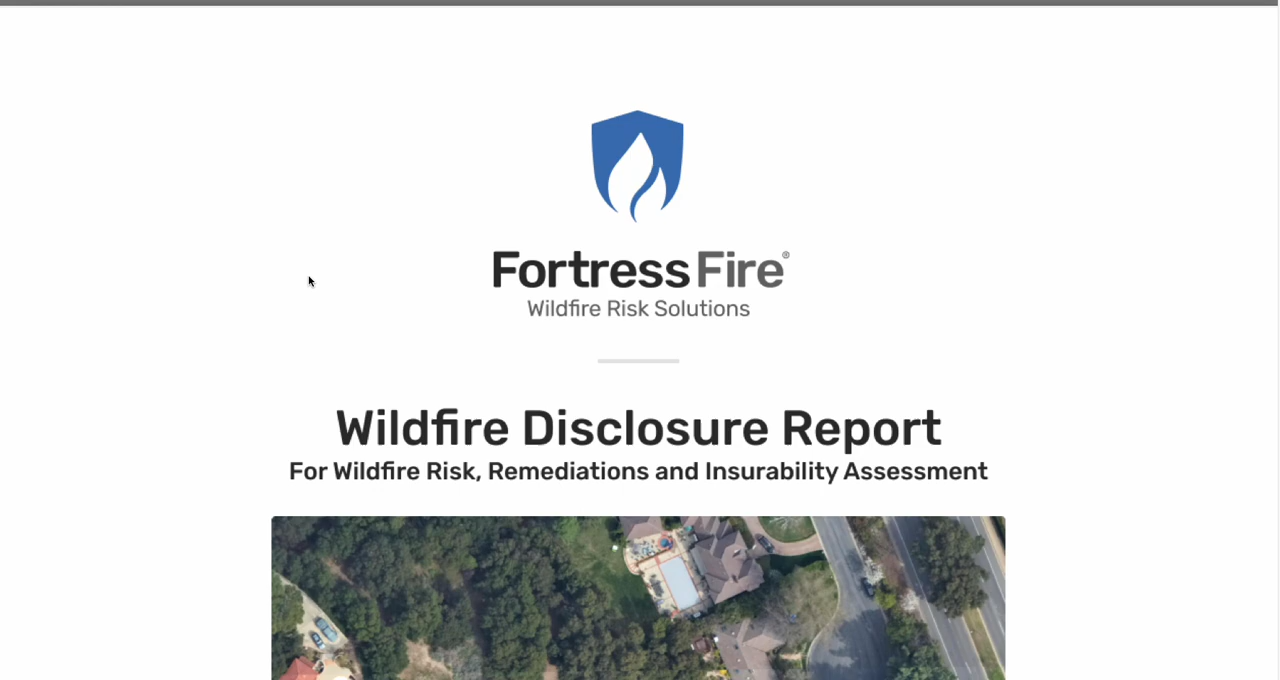 FortressFire®
Wildfire Risk Solutions
Wildfire Disclosure Report
For Wildfire Risk, Remediations and Insurability Assessment